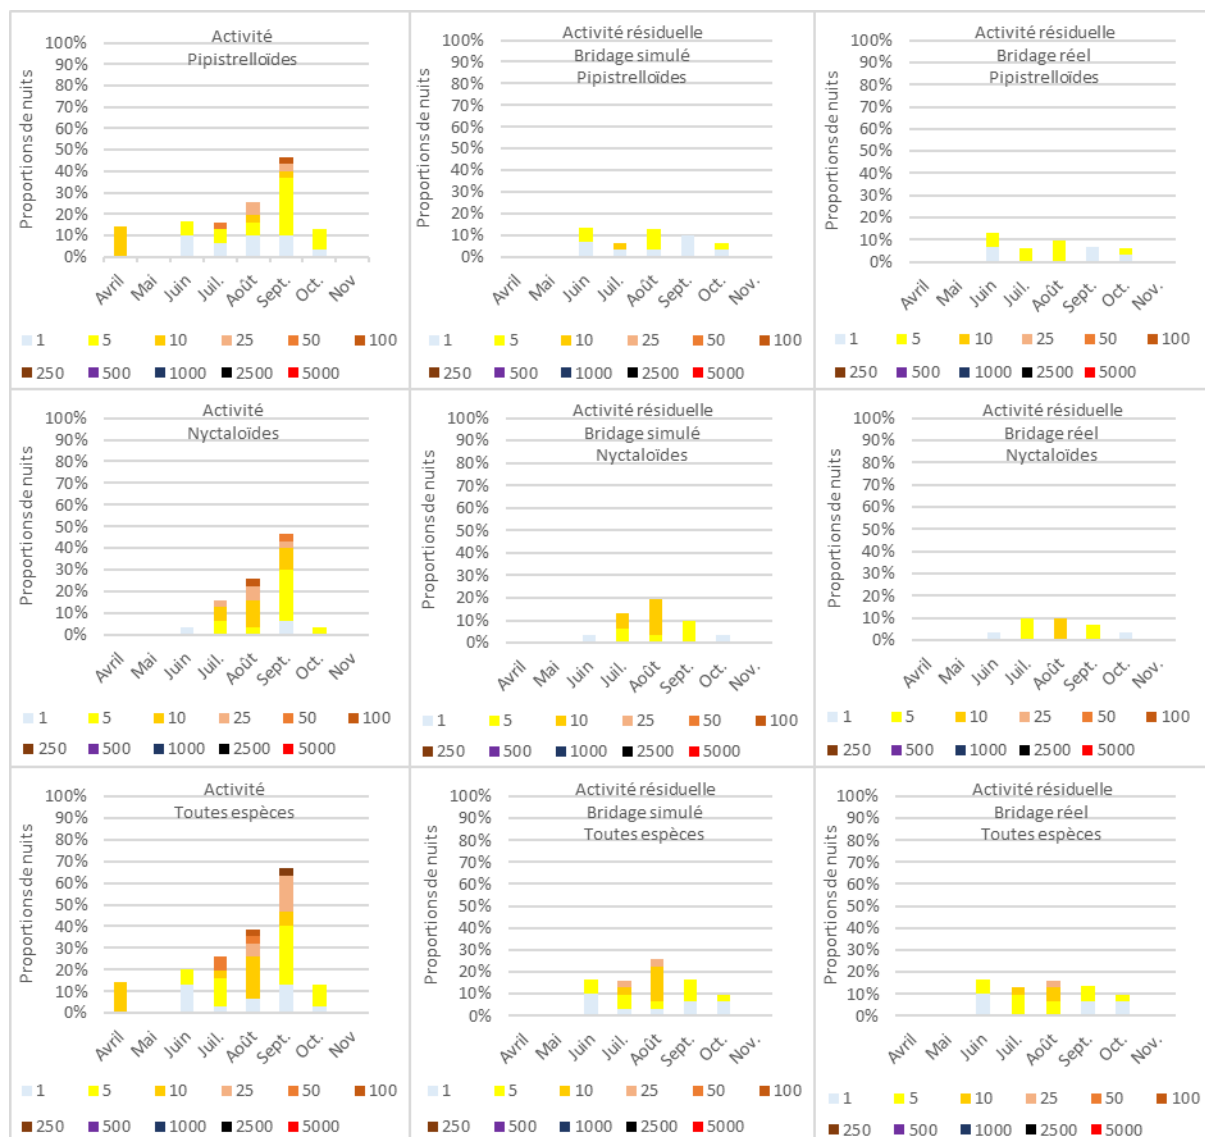 Activité
Pipistrelloïdes
Proportions de nuits
100%
90%
80%
70%
60%
50%
40%
30%
20%
10%
0%
Avril Mai Juin Juil. Août Sept. Oct. Nov
1 5 10 25 50 100
250 500 1000 2500 5000
Activité résiduelle
Bridage simulé
Pipistrelloïdes
Proportions de nuits
100%
90%
80%
70%
60%
50%
40%
30%
20%
10%
0%
Avril Mai Juin Juil. Août Sept. Oct. Nov.
1 5 10 25 50 100
250 500 1000 2500 5000
Activité résiduelle
Bridage réel
Pipistrelloïdes
Proportions de nuits
100%
90%
80%
70%
60%
50%
40%
30%
20%
10%
0%
Avril Mai Juin Juil. Août Sept. Oct. Nov.
1 5 10 25 50 100
250 500 1000 2500 5000
Activité
Nyctaloïdes
Proportions de nuits
100%
90%
80%
70%
60%
50%
40%
30%
20%
10%
0%
Avril Mai Juin Juil. Août Sept. Oct. Nov
1 5 10 25 50 100
250 500 1000 2500 5000
Activité résiduelle
Bridage simulé
Nyctaloïdes
Proportions de nuits
100%
90%
80%
70%
60%
50%
40%
30%
20%
10%
0%
Avril Mai Juin Juil. Août Sept. Oct. Nov.
1 5 10 25 50 100
250 500 1000 2500 5000
Activité résiduelle
Bridage réel
Nyctaloïdes
Proportions de nuits
100%
90%
80%
70%
60%
50%
40%
30%
20%
10%
0%
Avril Mai Juin Juil. Août Sept. Oct. Nov.
1 5 10 25 50 100
250 500 1000 2500 5000
Activité
Toutes espèces
Proportions de nuits
100%
90%
80%
70%
60%
50%
40%
30%
20%
10%
0%
Avril Mai Juin Juil. Août Sept. Oct. Nov
1 5 10 25 50 100
250 500 1000 2500 5000
Activité résiduelle
Bridage simulé
Toutes espèces
Proportions de nuits
100%
90%
80%
70%
60%
50%
40%
30%
20%
10%
0%
Avril Mai Juin Juil. Août Sept. Oct. Nov.
1 5 10 25 50 100
250 500 1000 2500 5000
Activité résiduelle
Bridage réel
Toutes espèces
Proportions de nuits
100%
90%
80%
70%
60%
50%
40%
30%
20%
10%
0%
Avril Mai Juin Juil. Août Sept. Oct. Nov.
1 5 10 25 50 100
250 500 1000 2500 5000